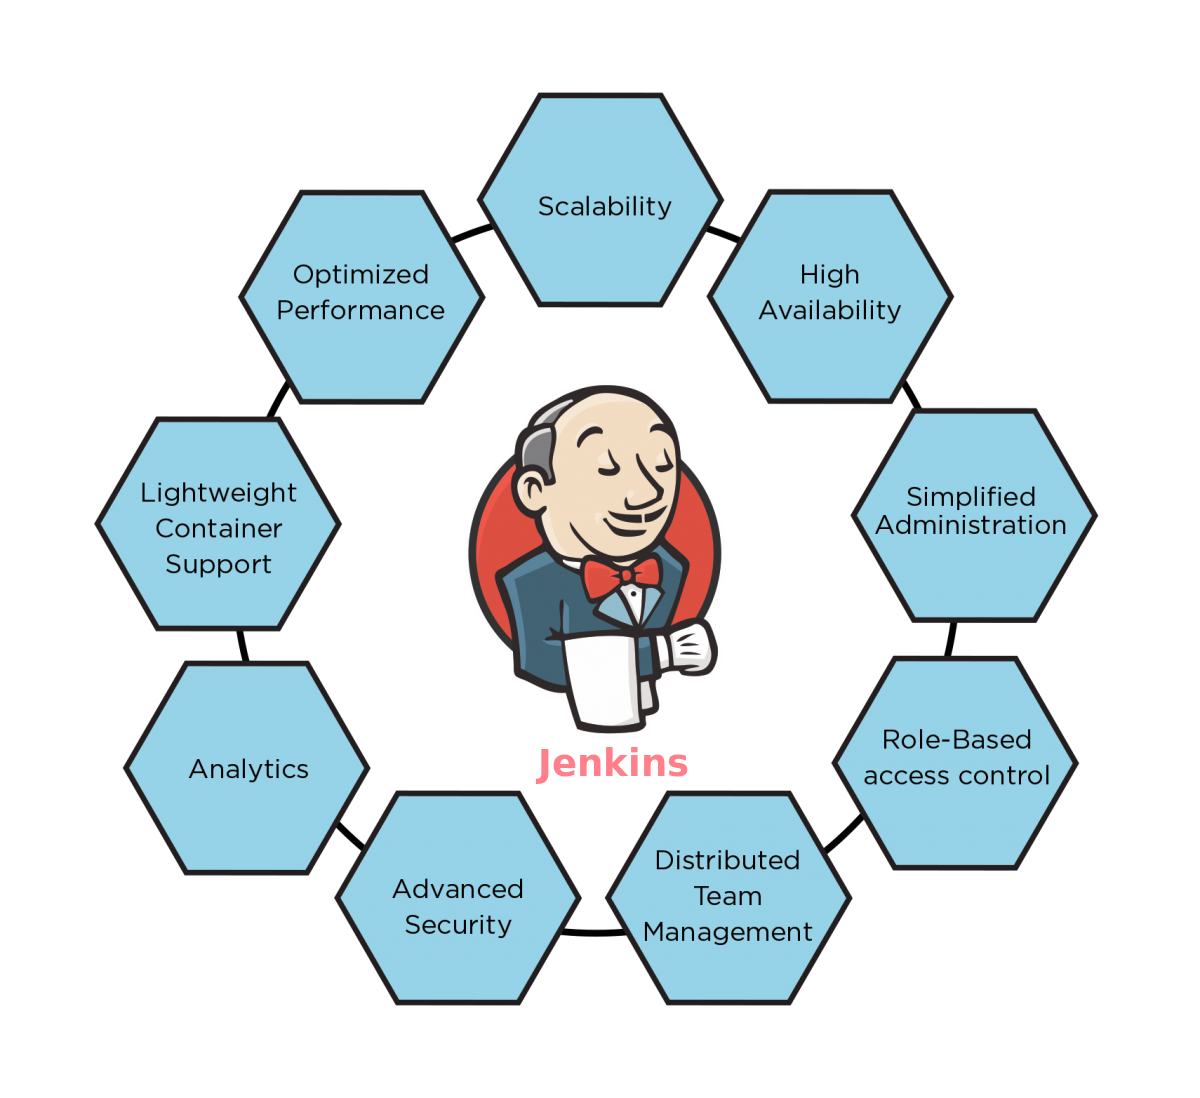 Scalability
High
Availability
Simplified
Administration
Role-Based
access control
Distributed
Team
Management
Advanced
Security
Analytics
Lightweight
Container
Support
Optimized
Performance
Jenkins